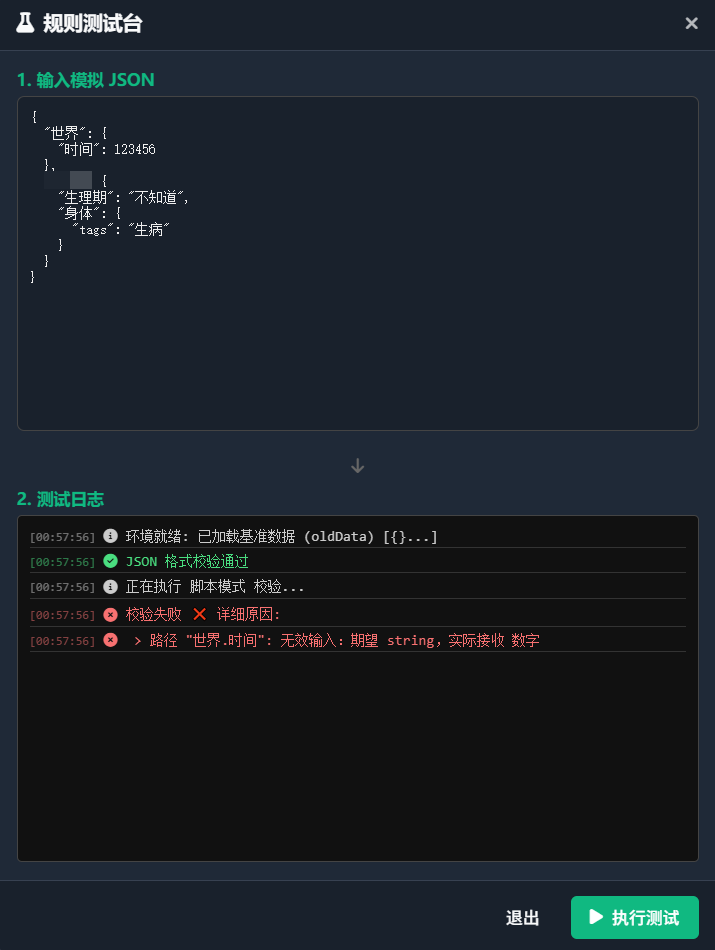 规则测试台
1. 输入模拟 JSON
{
"世界": {
"时间": 123456
},
{
"生理期": "不知道",
"身体": {
"tags": "生病"
}
}
}
2. 测试日志
[00:57:56] 环境就绪: 已加载基准数据 (oldData) [{}...]
[00:57:56] JSON 格式校验通过
[00:57:56] 正在执行 脚本模式 校验...
[00:57:56] 校验失败 ❌ 详细原因:
[00:57:56] > 路径 "世界.时间": 无效输入：期望 string，实际接收 数字
退出
执行测试